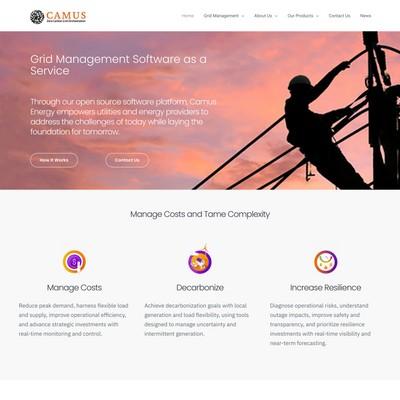 CAMUS
Home Grid Management About Us Our Products Contact Us News
Grid Management Software as a
Service
Through our open source software platform, Camus
Energy empowers utilities and energy providers to
address the challenges of today while laying the
foundation for tomorrow.
How It Works Contact Us
Manage Costs and Tame Complexity
Manage Costs
Reduce peak demand, harness flexible load
and supply, improve operational efficiency,
and advance strategic investments with
real-time monitoring and control.
Decarbonize
Achieve decarbonization goals with local
generation and load flexibility, using tools
designed to manage uncertainty and
intermittent generation.
Increase Resilience
Diagnose operational risks, understand
outage impacts, improve safety and
transparency, and prioritize resilience
investments with real-time visibility and
near-term forecasting.